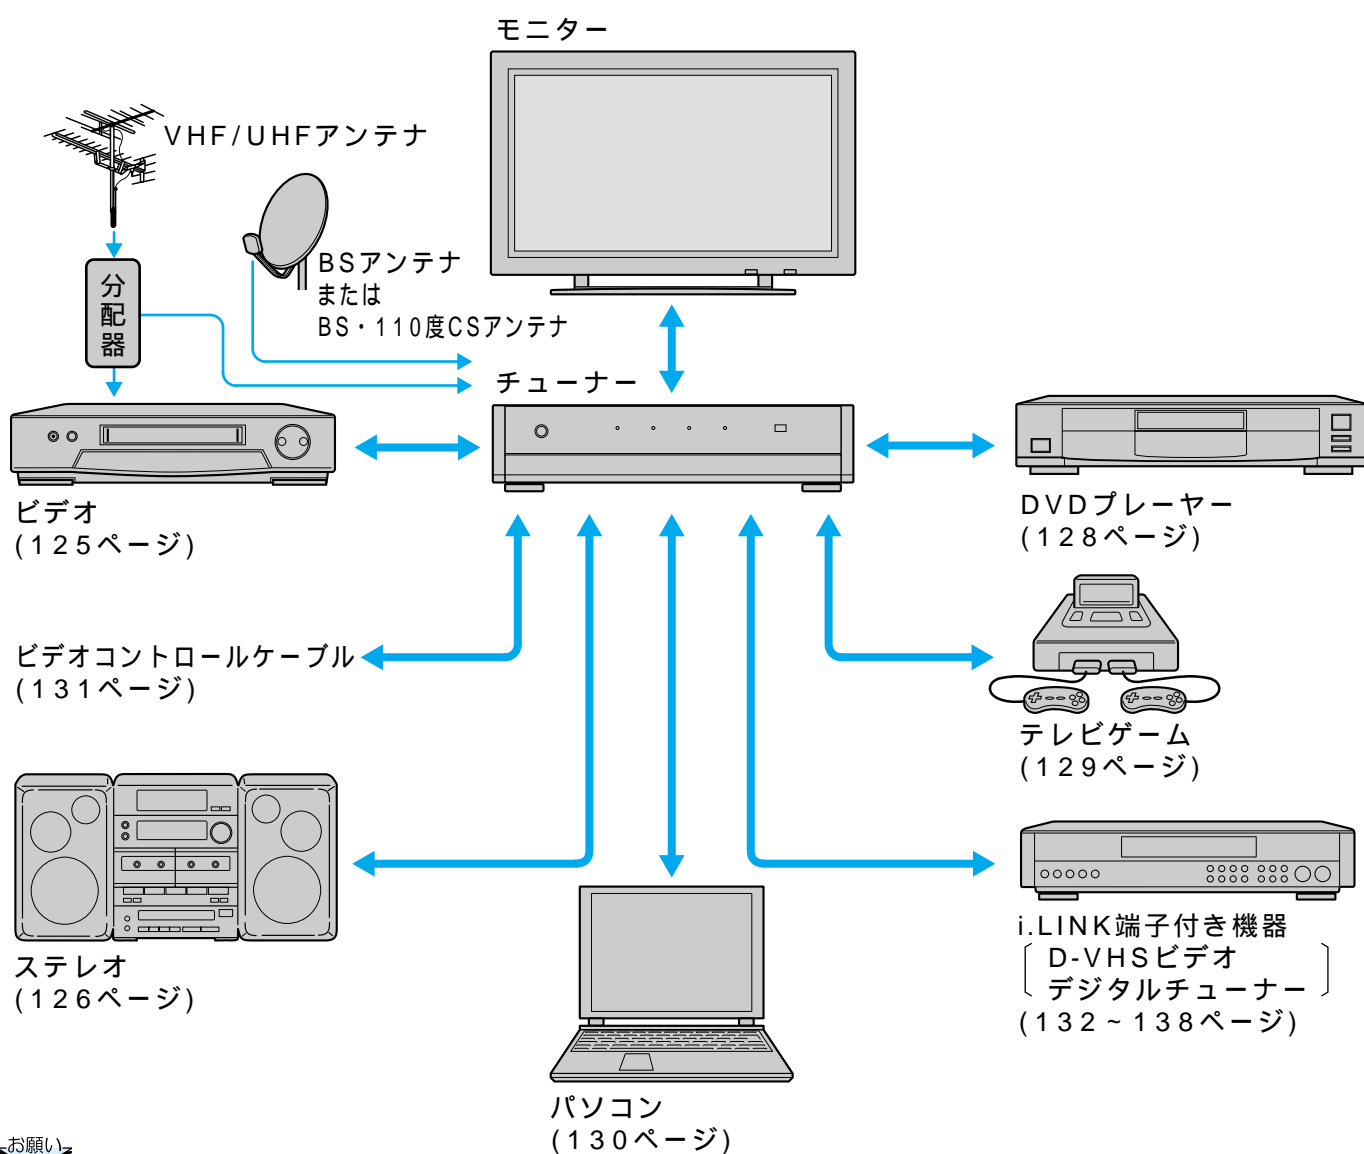 モニター
VHF/UHFアンテナ
BSアンテナ
または
BS・110度CSアンテナ
分配器
チューナー
ビデオ
(125ページ)
DVDプレーヤー
(128ページ)
ビデオコントロールケーブル
(131ページ)
テレビゲーム
(129ページ)
ステレオ
(126ページ)
i.LINK端子付き機器
D-VHSビデオ
デジタルチューナー
(132~138ページ)
パソコン
(130ページ)
お願い